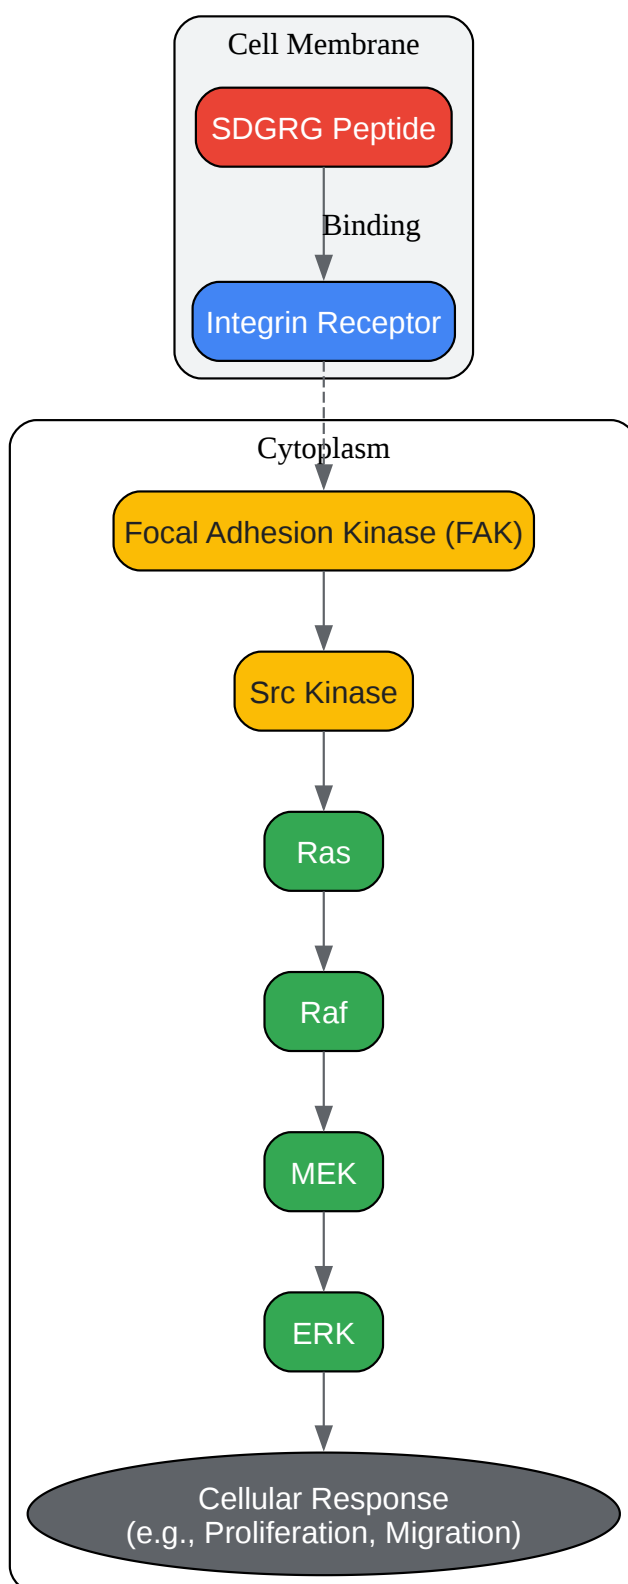 Cell Membrane
SDGRG Peptide
Binding
Integrin Receptor
Cytoplasm
Focal Adhesion Kinase (FAK)
Src Kinase
Ras
Raf
MEK
ERK
Cellular Response
(e.g., Proliferation, Migration)